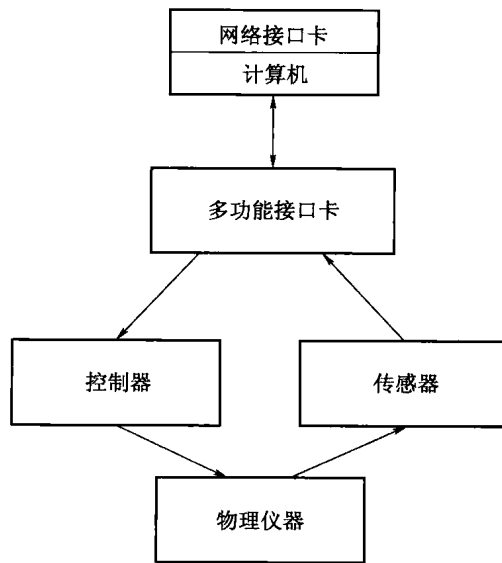 网络接口卡
计算机
多功能接口卡
控制器
传感器
物理仪器